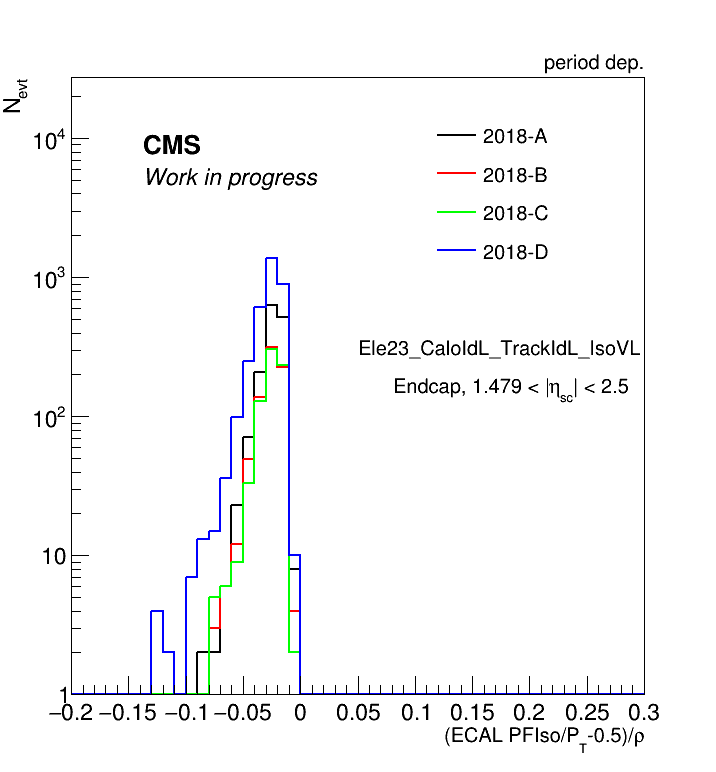 period dep.
N_evt
CMS
Work in progress
2018-A
2018-B
2018-C
2018-D
Ele23_CaloIdL_TrackIdL_IsoVL
Endcap, 1.479 < |η_sc| < 2.5
10^4
10^3
10^2
10
1
−0.2 −0.15 −0.1 −0.05 0 0.05 0.1 0.15 0.2 0.25 0.3
(ECAL PFIso/P_T-0.5)/ρ